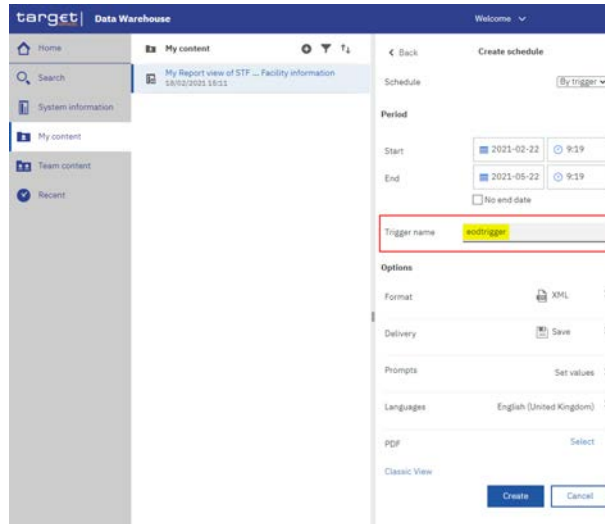 target| Data Warehouse
Welcome
Home
Search
System information
My content
Team content
Recent
My content
My Report view of STF ... Facility information
18/02/2021 15:11
Back
Create schedule
Schedule
By trigger
Period
Start
2021-02-22
9:19
End
2021-05-22
9:19
No end date
Trigger name
eodtrigger
Options
Format
XML
Delivery
Save
Prompts
Set values
Languages
English (United Kingdom)
PDF
Select
Classic View
Create
Cancel